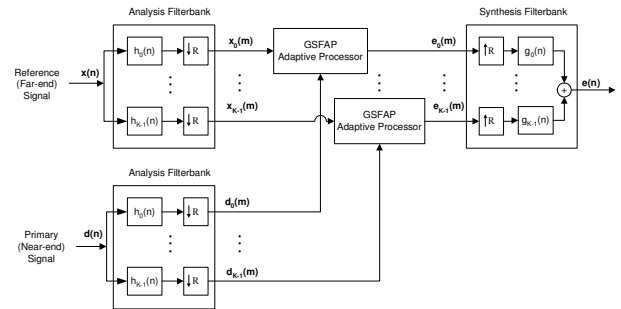 Analysis Filterbank
Synthesis Filterbank
Reference
(Far-end)
Signal
x(n)
h₀(n)
↓R
x₀(m)
GSFAP
Adaptive Processor
e₀(m)
↑R
g₀(n)
h_K-1(n)
↓R
x_K-1(m)
GSFAP
Adaptive Processor
e_K-1(m)
↑R
g_K-1(n)
+
e(n)
Analysis Filterbank
Primary
(Near-end)
Signal
d(n)
h₀(n)
↓R
d₀(m)
h_K-1(n)
↓R
d_K-1(m)